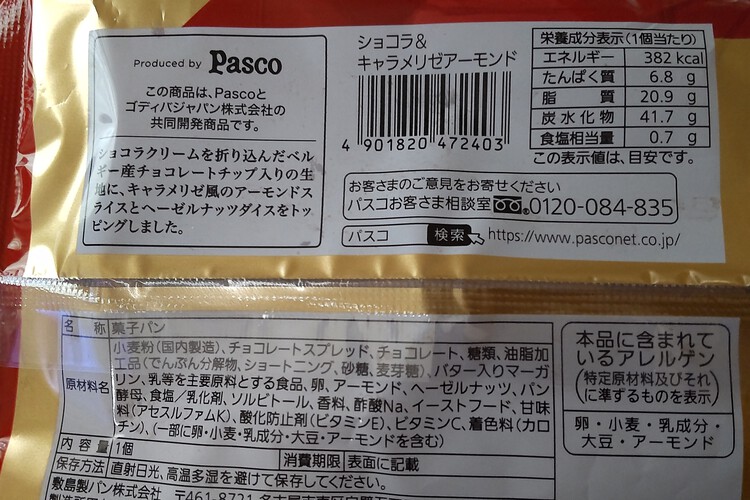 Produced by Pasco
この商品は、Pascoと
ゴディバジャパン株式会社の
共同開発商品です。
ショコラクリームを折り込んだベル
ギー産チョコレートチップ入りの生
地に、キャラメリゼ風のアーモンドス
ライスとヘーゼルナッツダイスをトッ
ピングしました。
ショコラ&
キャラメリゼアーモンド
4 901820 472403
栄養成分表示(1個当たり)
エネルギー 382 kcal
たんぱく質 6.8 g
脂質 20.9 g
炭水化物 41.7 g
食塩相当量 0.7 g
この表示値は、目安です。
お客さまのご意見をお寄せください
パスコお客さま相談室 0120-084-835
パスコ 検索 https://www.pasconet.co.jp/
名称 菓子パン
原材料名 小麦粉(国内製造)、チョコレートスプレッド、チョコレート、糖類、油脂加
工品(でんぷん分解物、ショートニング、砂糖、麦芽糖)、バター入りマーガ
リン、乳等を主要原料とする食品、卵、アーモンド、ヘーゼルナッツ、パン
酵母、食塩/乳化剤、ソルビトール、香料、酢酸Na、イーストフード、甘味
料(アセスルファムK)、酸化防止剤(ビタミンE)、ビタミンC、着色料(カロ
チン)、(一部に卵・小麦・乳成分・大豆・アーモンドを含む)
内容量 1個 消費期限 表面に記載
保存方法 直射日光、高温多湿を避けて保存してください。
敷島製パン株式会社 〒461-8721
本品に含まれて
いるアレルゲン
(特定原材料及びそれ
に準ずるものを表示)
卵・小麦・乳成分・
大豆・アーモンド